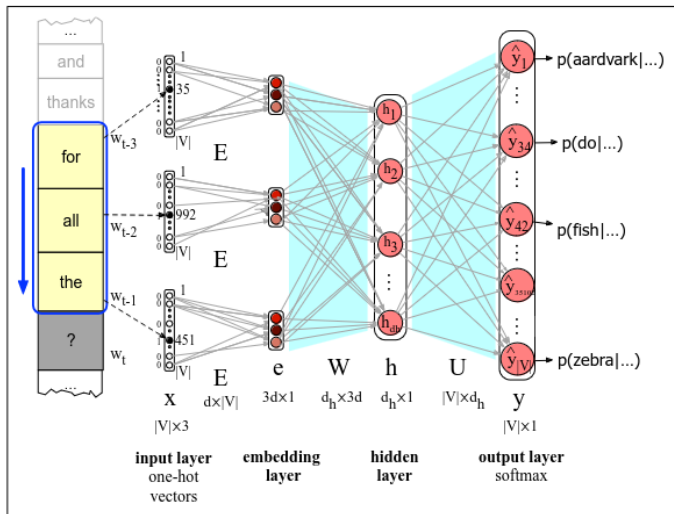 ...
and
thanks
for
all
the
?
...
w_t-3
w_t-2
w_t-1
w_t
1
35
|V|
E
1
992
|V|
E
1
451
|V|
E
d×|V|
x
|V|×3
input layer
one-hot
vectors
e
3d×1
embedding
layer
W
d_h×3d
h_1
h_2
h_3
⋮
h_dh
h
d_h×1
hidden
layer
U
|V|×d_h
ŷ_1
⋮
ŷ_34
⋮
ŷ_42
⋮
ŷ
⋮
ŷ_|V|
y
|V|×1
output layer
softmax
p(aardvark|...)
p(do|...)
p(fish|...)
p(zebra|...)